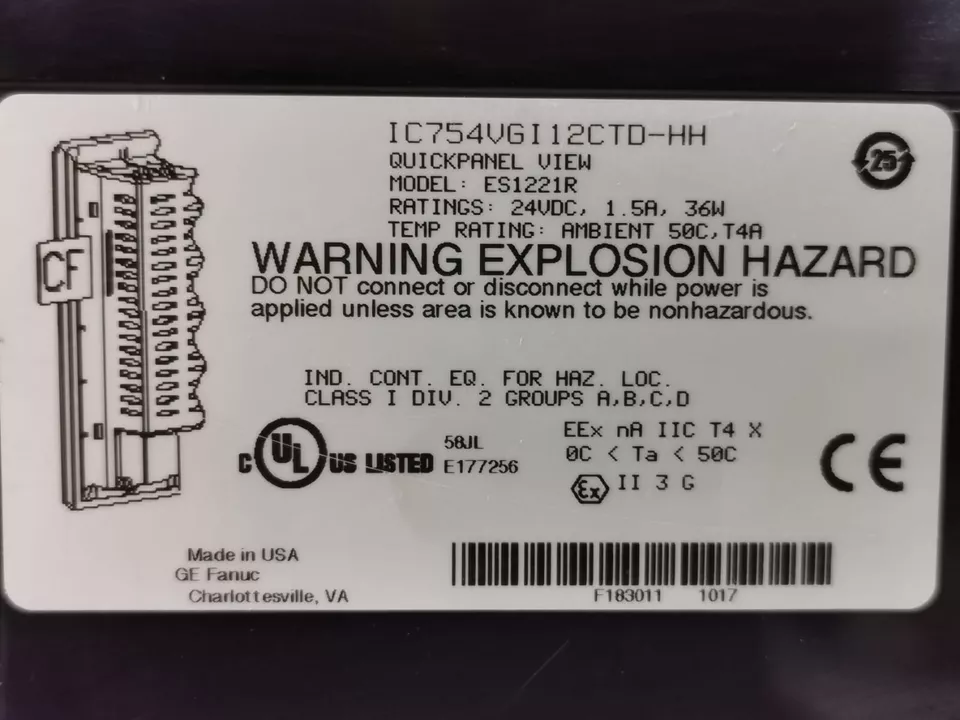 IC754VGI12CTD-HH
QUICKPANEL VIEW
MODEL: ES1221R
RATINGS: 24VDC, 1.5A, 36W
TEMP RATING: AMBIENT 50C,T4A
25
CF
WARNING EXPLOSION HAZARD
DO NOT connect or disconnect while power is
applied unless area is known to be nonhazardous.
IND. CONT. EQ. FOR HAZ. LOC.
CLASS I DIV. 2 GROUPS A,B,C,D
C UL US LISTED
58JL
E177256
EEx nA IIC T4 X
0C < Ta < 50C
Ex II 3 G
CE
Made in USA
GE Fanuc
Charlottesville, VA
F183011 1017